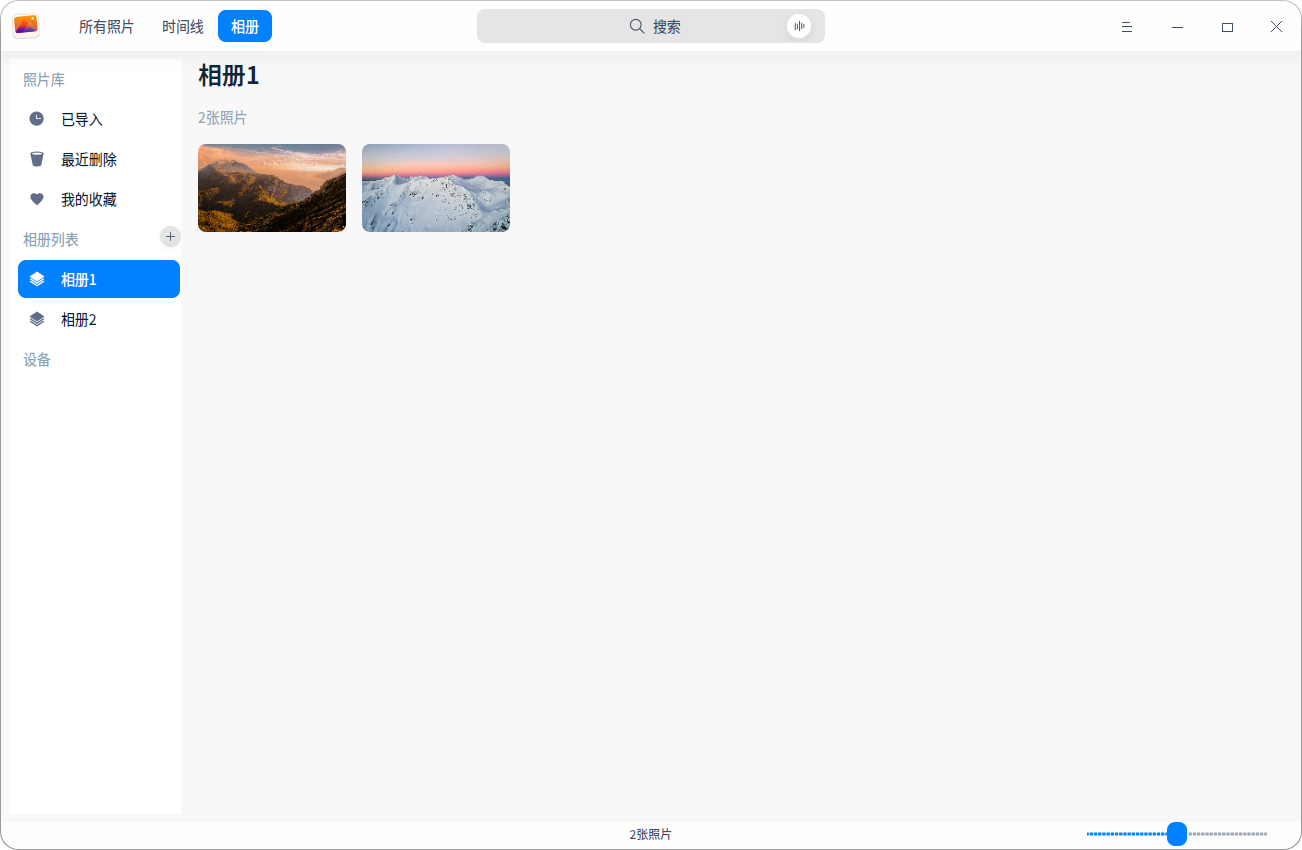 所有照片 时间线 相册 搜索
照片库
已导入
最近删除
我的收藏
相册列表
相册1
相册2
设备
相册1
2张照片
2张照片